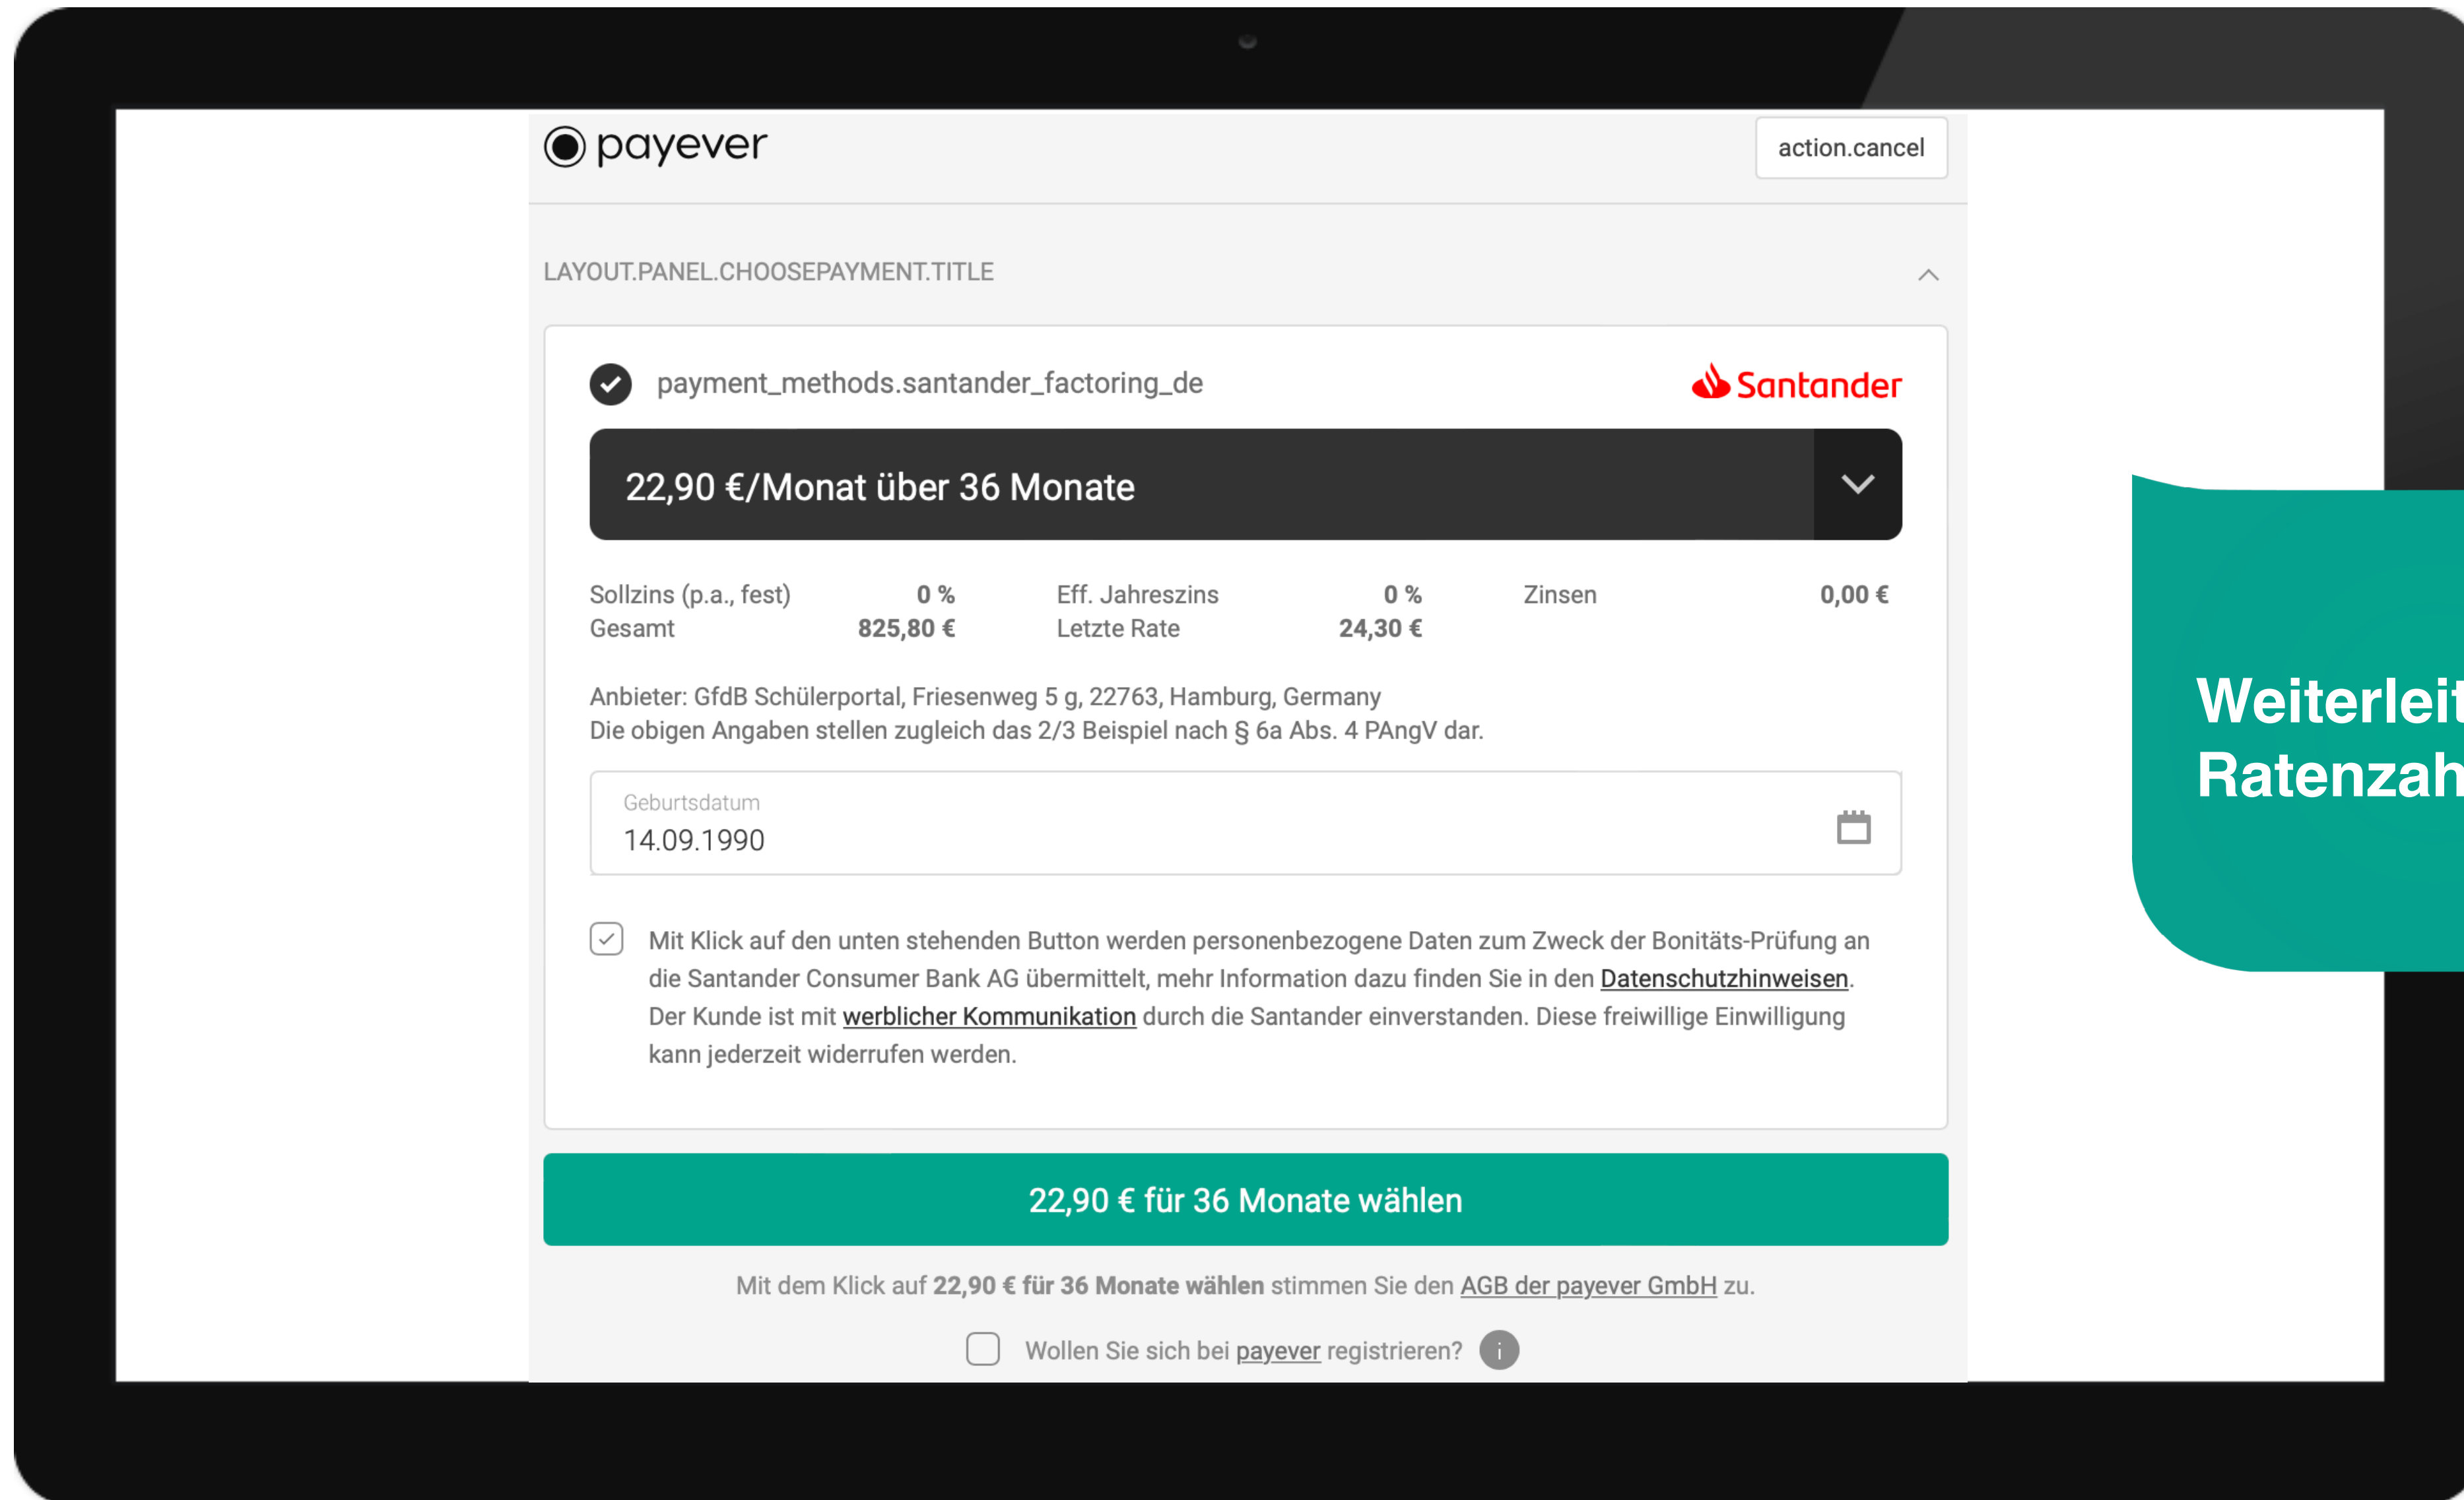 payever
action.cancel
LAYOUT.PANEL.CHOOSEPAYMENT.TITLE
payment_methods.santander_factoring_de
Santander
22,90 €/Monat über 36 Monate
Sollzins (p.a., fest) 0 % Eff. Jahreszins 0 % Zinsen 0,00 €
Gesamt 825,80 € Letzte Rate 24,30 €
Anbieter: GfdB Schülerportal, Friesenweg 5 g, 22763, Hamburg, Germany
Die obigen Angaben stellen zugleich das 2/3 Beispiel nach § 6a Abs. 4 PAngV dar.
Geburtsdatum
14.09.1990
Mit Klick auf den unten stehenden Button werden personenbezogene Daten zum Zweck der Bonitäts-Prüfung an
die Santander Consumer Bank AG übermittelt, mehr Information dazu finden Sie in den Datenschutzhinweisen.
Der Kunde ist mit werblicher Kommunikation durch die Santander einverstanden. Diese freiwillige Einwilligung
kann jederzeit widerrufen werden.
22,90 € für 36 Monate wählen
Mit dem Klick auf 22,90 € für 36 Monate wählen stimmen Sie den AGB der payever GmbH zu.
Wollen Sie sich bei payever registrieren? i
Weiterleit
Ratenzah